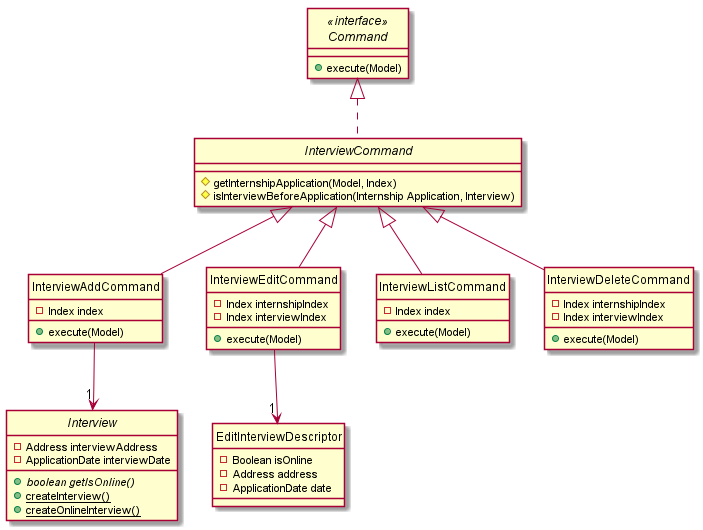 «interface»
Command
execute(Model)
InterviewCommand
getInternshipApplication(Model, Index)
isInterviewBeforeApplication(Internship Application, Interview)
InterviewAddCommand
Index index
execute(Model)
InterviewEditCommand
Index internshipIndex
Index interviewIndex
execute(Model)
InterviewListCommand
Index index
execute(Model)
InterviewDeleteCommand
Index internshipIndex
Index interviewIndex
execute(Model)
1
1
Interview
Address interviewAddress
ApplicationDate interviewDate
boolean getIsOnline()
createInterview()
createOnlineInterview()
EditInterviewDescriptor
Boolean isOnline
Address address
ApplicationDate date